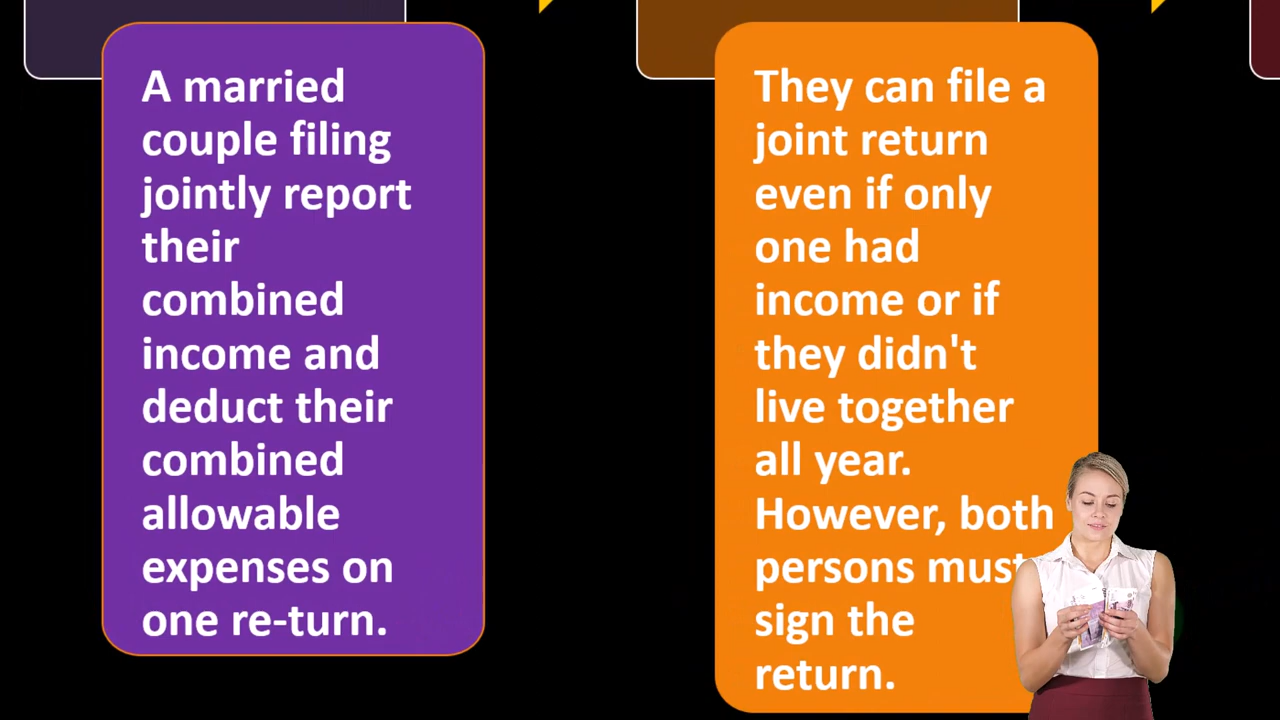 A married
couple filing
jointly report
their
combined
income and
deduct their
combined
allowable
expenses on
one re-turn.
They can file a
joint return
even if only
one had
income or if
they didn't
live together
all year.
However, both
persons must
sign the
return.